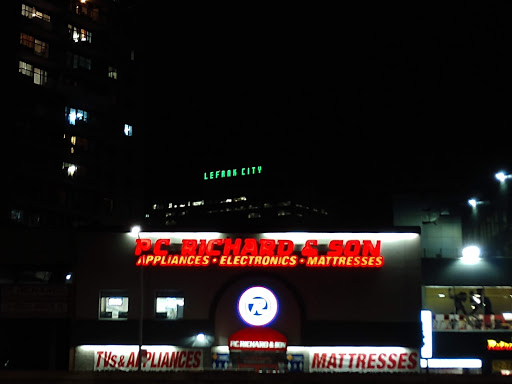 LEFRAK CITY
P.C. RICHARD & SON
APPLIANCES • ELECTRONICS • MATTRESSES
R
P.C. RICHARD & SON
TVs & APPLIANCES
MATTRESSES